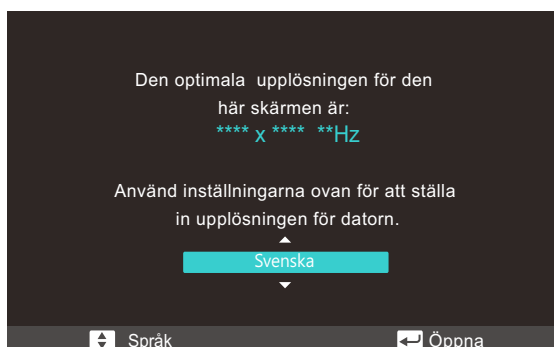 Den optimala upplösningen för den
här skärmen är:
**** x **** **Hz
Använd inställningarna ovan för att ställa
in upplösningen för datorn.
Svenska
Språk Öppna